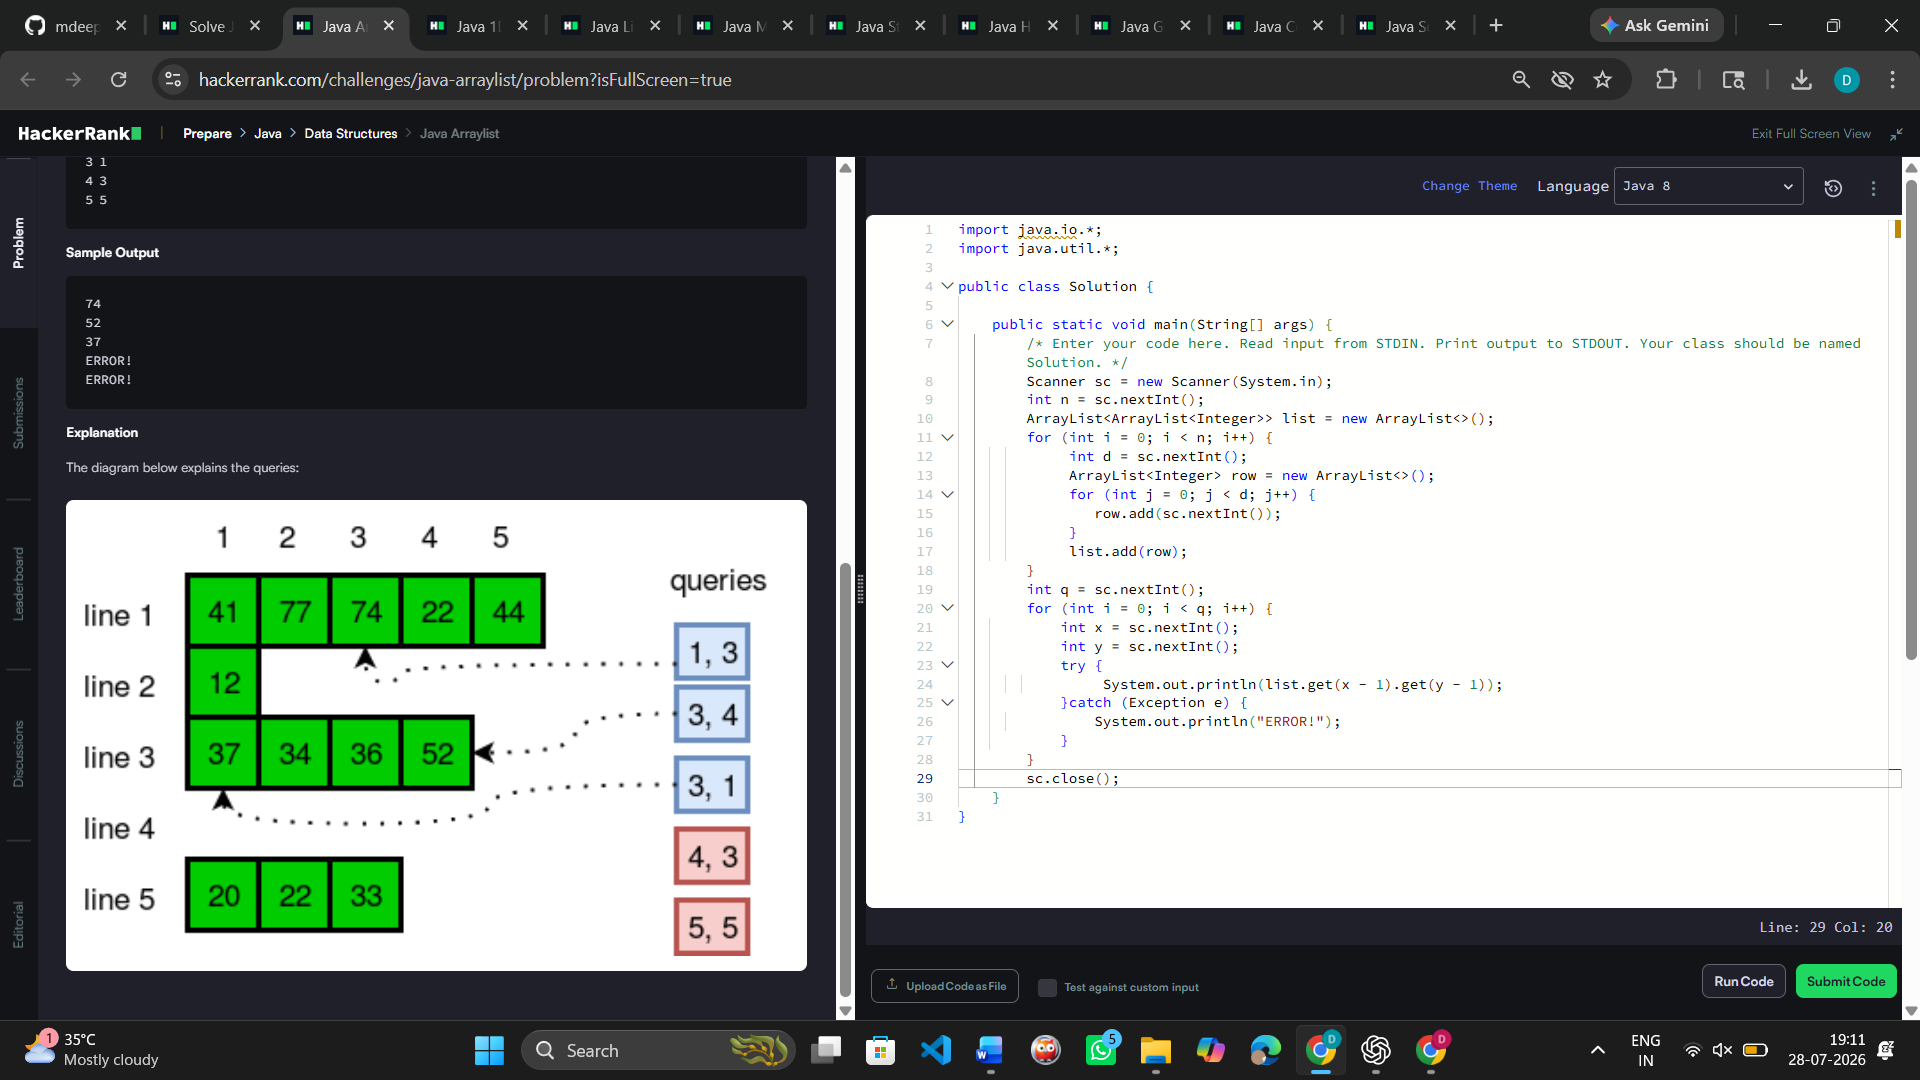 mdeep
Solve J
Java Ar
Java 1D
Java Li
Java M
Java St
Java H
Java G
Java C
Java So
Ask Gemini
hackerrank.com/challenges/java-arraylist/problem?isFullScreen=true
D
HackerRank
Prepare > Java > Data Structures > Java Arraylist
Exit Full Screen View
Problem
Submissions
Leaderboard
Discussions
Editorial
3 1
4 3
5 5
Sample Output
74
52
37
ERROR!
ERROR!
Explanation
The diagram below explains the queries:
1 2 3 4 5
queries
line 1 41 77 74 22 44
1, 3
line 2 12
3, 4
line 3 37 34 36 52
3, 1
line 4
4, 3
line 5 20 22 33
5, 5
Change Theme Language Java 8
1 import java.io.*;
2 import java.util.*;
3
4 public class Solution {
5
6 public static void main(String[] args) {
7 /* Enter your code here. Read input from STDIN. Print output to STDOUT. Your class should be named
Solution. */
8 Scanner sc = new Scanner(System.in);
9 int n = sc.nextInt();
10 ArrayList<ArrayList<Integer>> list = new ArrayList<>();
11 for (int i = 0; i < n; i++) {
12 int d = sc.nextInt();
13 ArrayList<Integer> row = new ArrayList<>();
14 for (int j = 0; j < d; j++) {
15 row.add(sc.nextInt());
16 }
17 list.add(row);
18 }
19 int q = sc.nextInt();
20 for (int i = 0; i < q; i++) {
21 int x = sc.nextInt();
22 int y = sc.nextInt();
23 try {
24 System.out.println(list.get(x - 1).get(y - 1));
25 }catch (Exception e) {
26 System.out.println("ERROR!");
27 }
28 }
29 sc.close();
30 }
31 }
Line: 29 Col: 20
Upload Code as File
Test against custom input
Run Code
Submit Code
1
35°C
Mostly cloudy
Search
5
D
D
ENG
IN
19:11
28-07-2026